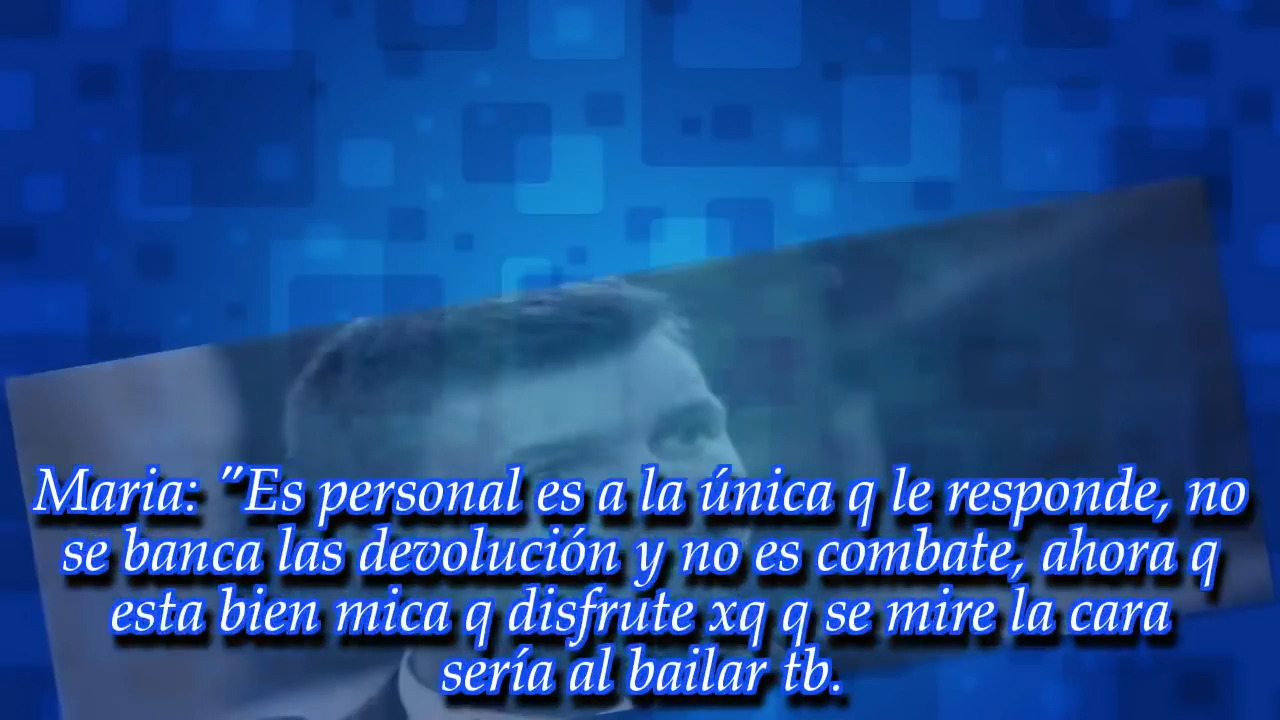 Maria: "Es personal es a la única q le responde, no
se banca las devolución y no es combate, ahora q
esta bien mica q disfrute xq q se mire la cara
sería al bailar tb.